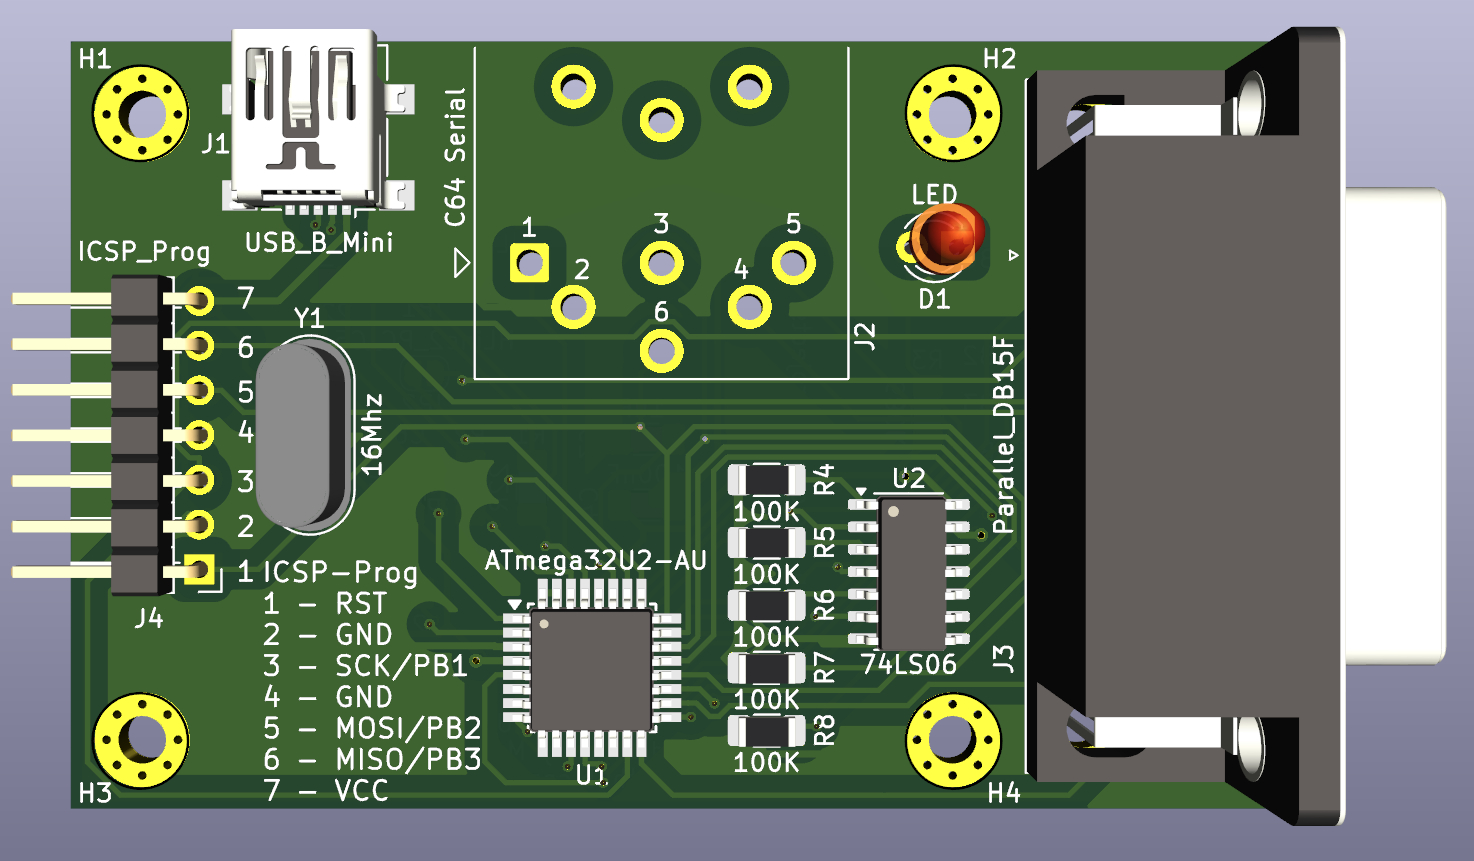 H1
H2
J1
C64 Serial
LED
1
3
5
2
4
6
USB_B_Mini
ICSP_Prog
D1
J2
7
6
5
4
3
2
1
Y1
16Mhz
Parallel_DB15F
R4
100K
U2
R5
100K
R6
100K
R7
100K
R8
100K
74LS06
J3
ATmega32U2-AU
U1
J4
ICSP-Prog
1 - RST
2 - GND
3 - SCK/PB1
4 - GND
5 - MOSI/PB2
6 - MISO/PB3
7 - VCC
H3
H4